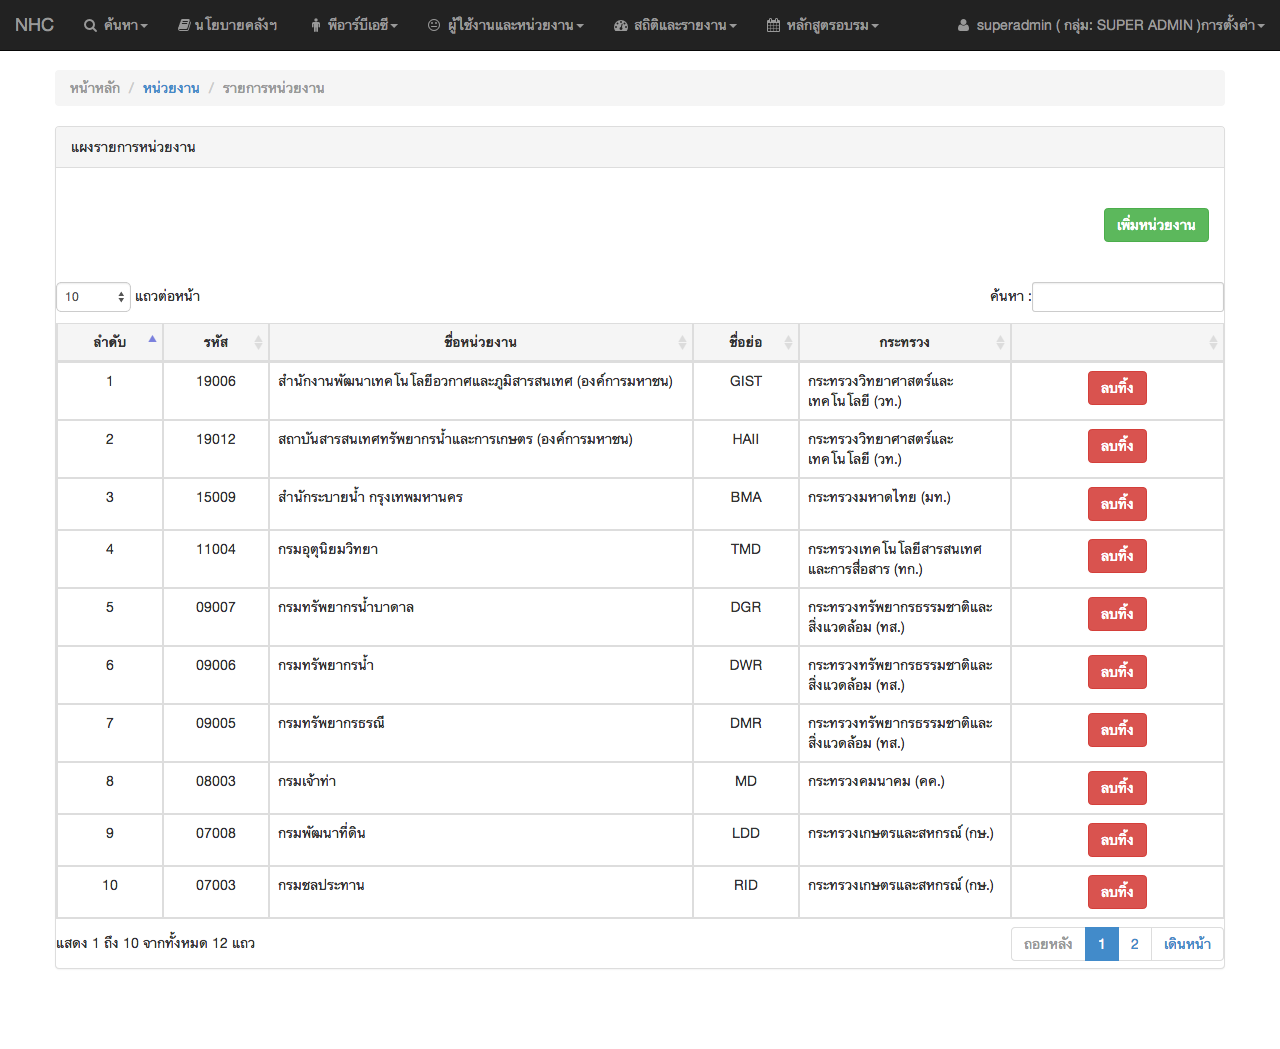 NHC ค้นหา นโยบายคลังฯ พีอาร์บีเอซี ผู้ใช้งานและหน่วยงาน สถิติและรายงาน หลักสูตรอบรม superadmin ( กลุ่ม: SUPER ADMIN )การตั้งค่า
หน้าหลัก / หน่วยงาน / รายการหน่วยงาน
แผงรายการหน่วยงาน
เพิ่มหน่วยงาน
10 แถวต่อหน้า ค้นหา :
ลำดับ รหัส ชื่อหน่วยงาน ชื่อย่อ กระทรวง
1 19006 สำนักงานพัฒนาเทคโนโลยีอวกาศและภูมิสารสนเทศ (องค์การมหาชน) GIST กระทรวงวิทยาศาสตร์และ ลบทิ้ง
เทคโนโลยี (วท.)
2 19012 สถาบันสารสนเทศทรัพยากรน้ำและการเกษตร (องค์การมหาชน) HAII กระทรวงวิทยาศาสตร์และ ลบทิ้ง
เทคโนโลยี (วท.)
3 15009 สำนักระบายน้ำ กรุงเทพมหานคร BMA กระทรวงมหาดไทย (มท.) ลบทิ้ง
4 11004 กรมอุตุนิยมวิทยา TMD กระทรวงเทคโนโลยีสารสนเทศ ลบทิ้ง
และการสื่อสาร (ทก.)
5 09007 กรมทรัพยากรน้ำบาดาล DGR กระทรวงทรัพยากรธรรมชาติและ ลบทิ้ง
สิ่งแวดล้อม (ทส.)
6 09006 กรมทรัพยากรน้ำ DWR กระทรวงทรัพยากรธรรมชาติและ ลบทิ้ง
สิ่งแวดล้อม (ทส.)
7 09005 กรมทรัพยากรธรณี DMR กระทรวงทรัพยากรธรรมชาติและ ลบทิ้ง
สิ่งแวดล้อม (ทส.)
8 08003 กรมเจ้าท่า MD กระทรวงคมนาคม (คค.) ลบทิ้ง
9 07008 กรมพัฒนาที่ดิน LDD กระทรวงเกษตรและสหกรณ์ (กษ.) ลบทิ้ง
10 07003 กรมชลประทาน RID กระทรวงเกษตรและสหกรณ์ (กษ.) ลบทิ้ง
แสดง 1 ถึง 10 จากทั้งหมด 12 แถว ถอยหลัง 1 2 เดินหน้า